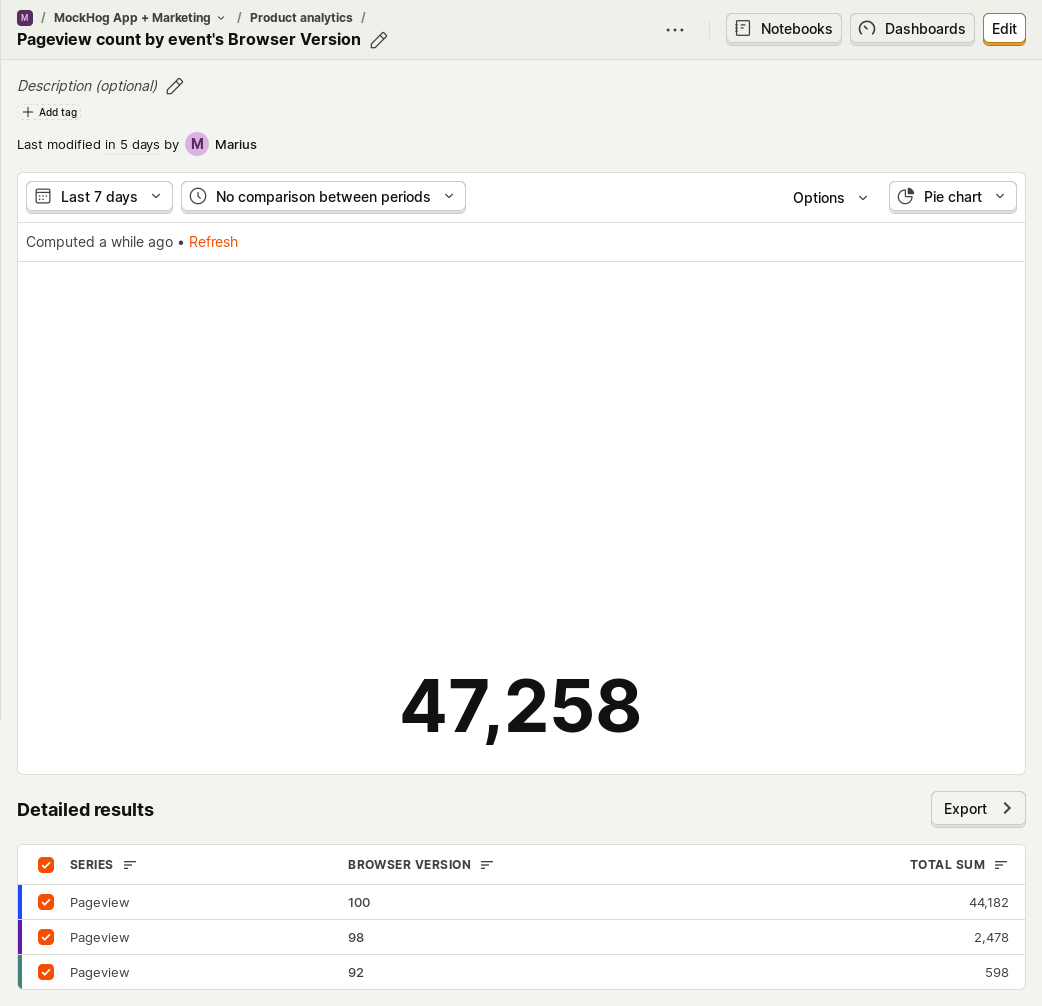 M / MockHog App + Marketing / Product analytics /
Pageview count by event's Browser Version
Notebooks Dashboards Edit
Description (optional)
Add tag
Last modified in 5 days by M Marius
Last 7 days No comparison between periods Options Pie chart
Computed a while ago • Refresh
47,258
Detailed results
Export
SERIES BROWSER VERSION TOTAL SUM
Pageview 100 44,182
Pageview 98 2,478
Pageview 92 598